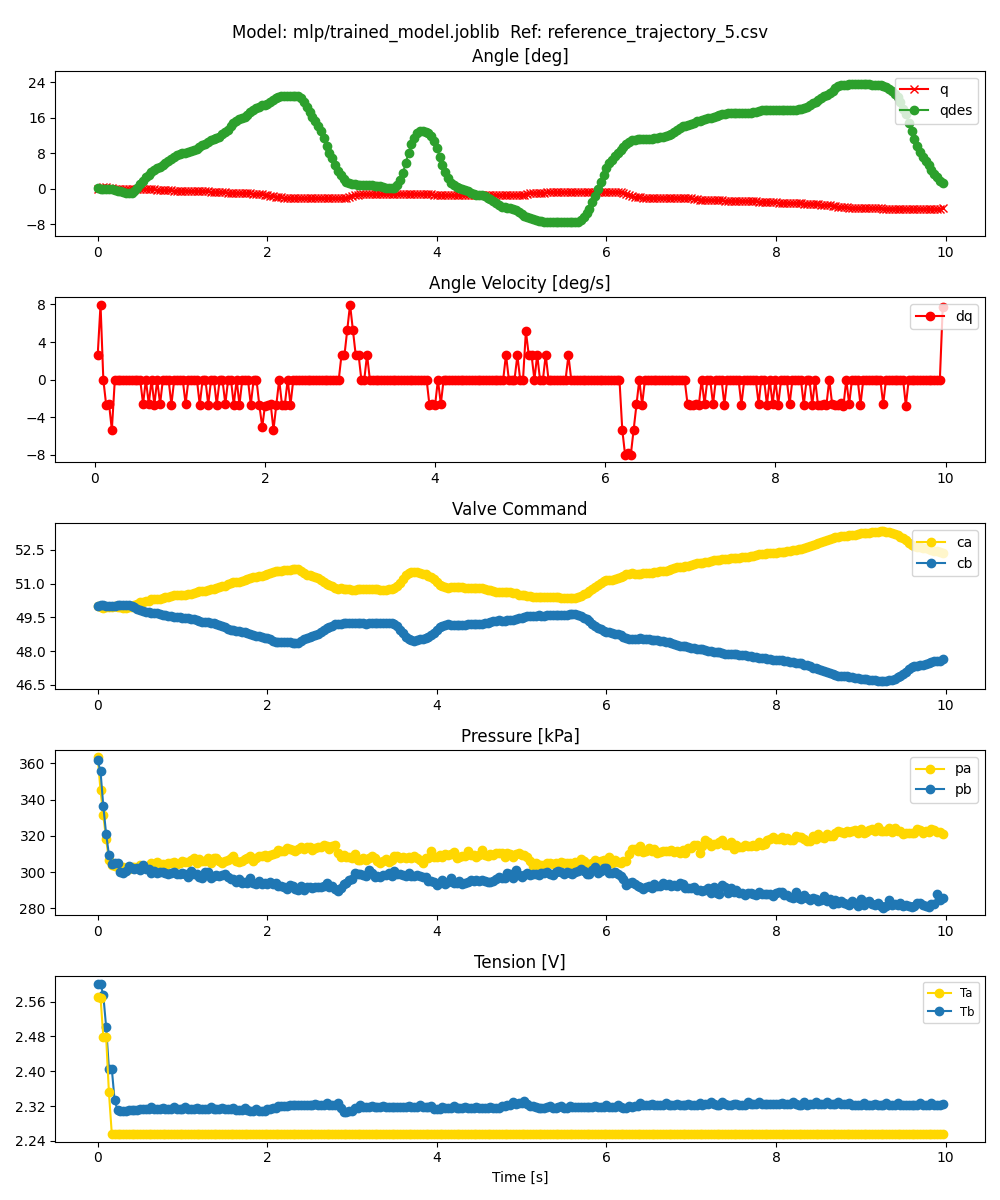 Model: mlp/trained_model.joblib  Ref: reference_trajectory_5.csv
Angle [deg]
24
16
8
0
−8
q
qdes
0 2 4 6 8 10
Angle Velocity [deg/s]
8
4
0
−4
−8
dq
0 2 4 6 8 10
Valve Command
52.5
51.0
49.5
48.0
46.5
ca
cb
0 2 4 6 8 10
Pressure [kPa]
360
340
320
300
280
pa
pb
0 2 4 6 8 10
Tension [V]
2.56
2.48
2.40
2.32
2.24
Ta
Tb
0 2 4 6 8 10
Time [s]